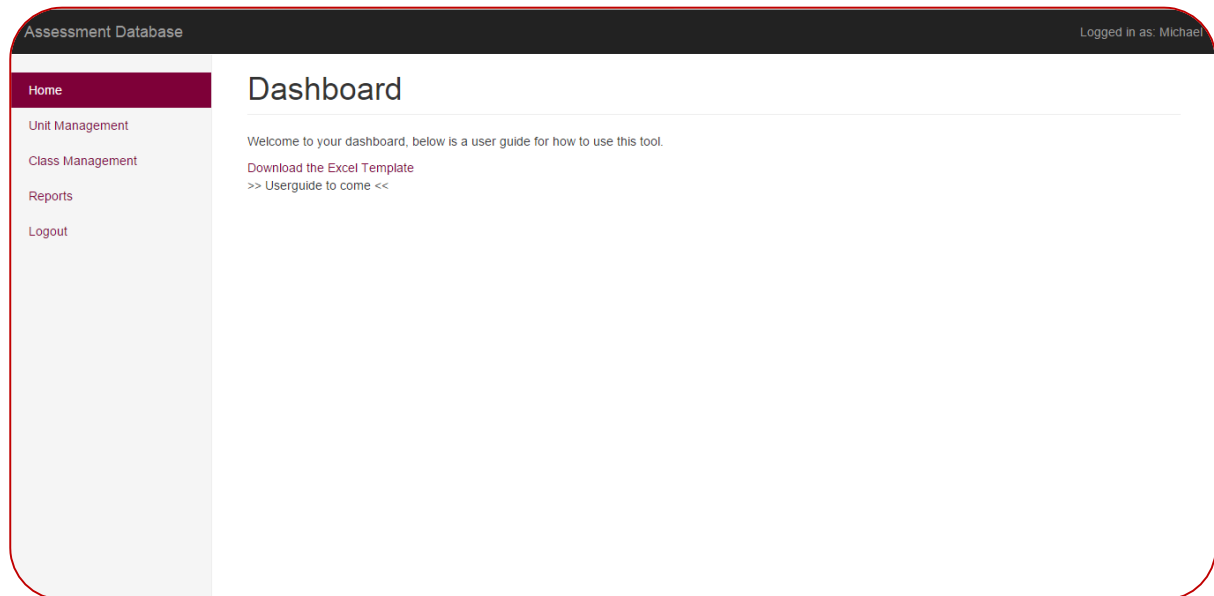 Assessment Database
Logged in as: Michael
Home
Unit Management
Class Management
Reports
Logout
Dashboard
Welcome to your dashboard, below is a user guide for how to use this tool.
Download the Excel Template
>> Userguide to come <<